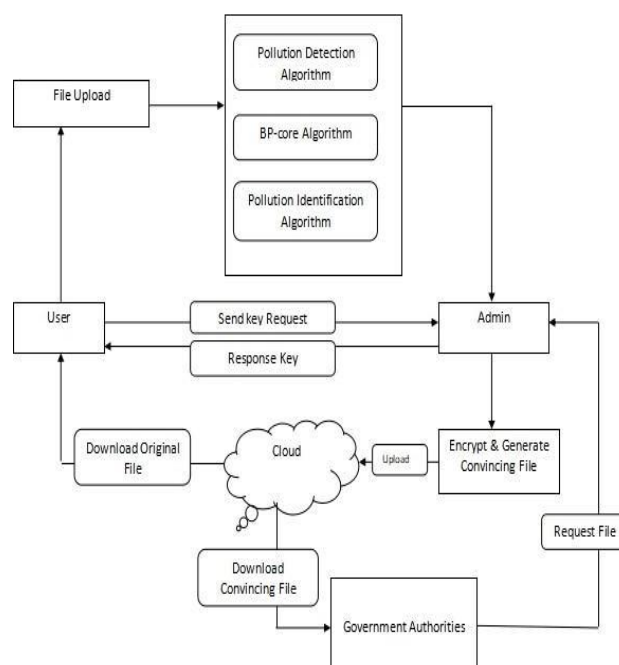 Pollution Detection
Algorithm
File Upload
BP-core Algorithm
Pollution Identification
Algorithm
User
Send key Request
Admin
Response Key
Download Original
File
Cloud
Upload
Encrypt & Generate
Convincing File
Request File
Download
Convincing File
Government Authorities